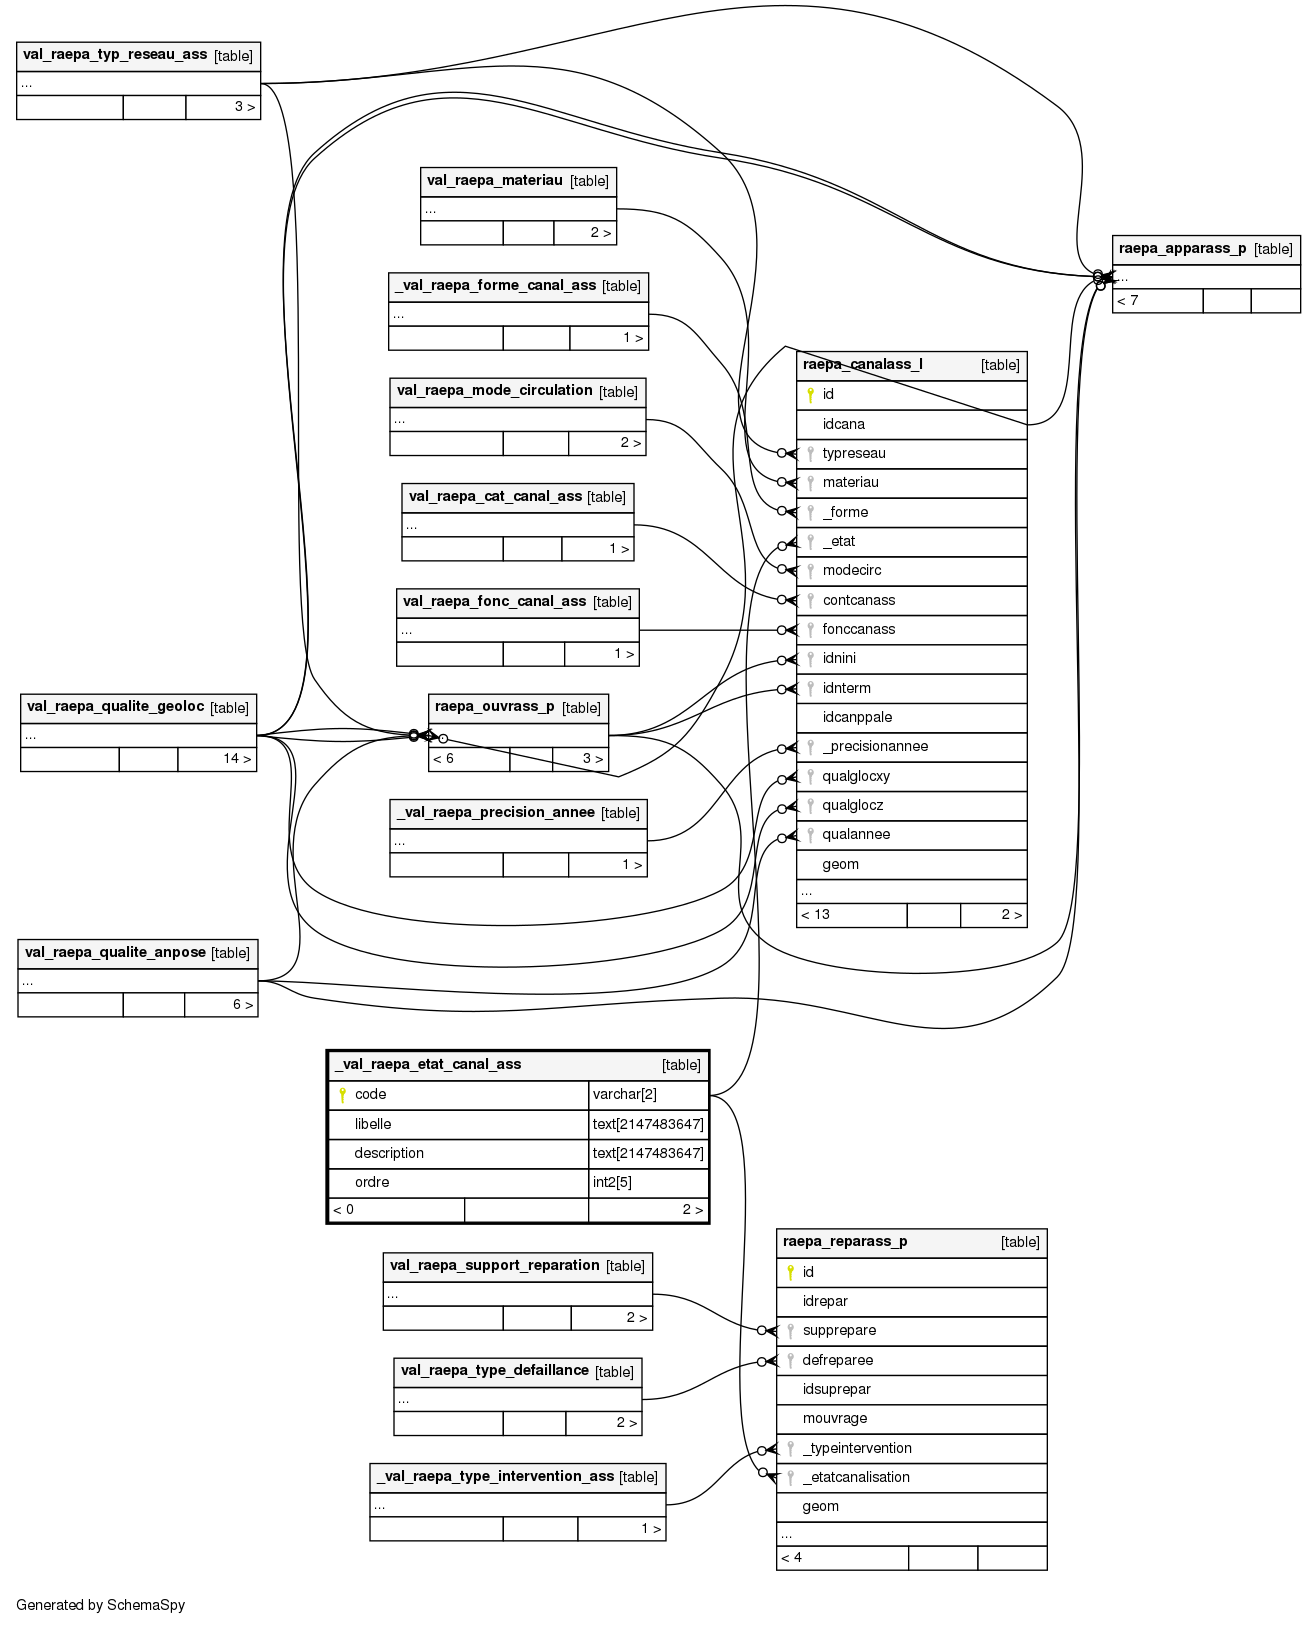 val_raepa_typ_reseau_ass [table]
...
3 >
val_raepa_materiau [table]
...
2 >
raepa_apparass_p [table]
...
< 7
_val_raepa_forme_canal_ass [table]
...
1 >
val_raepa_mode_circulation [table]
...
2 >
val_raepa_cat_canal_ass [table]
...
1 >
val_raepa_fonc_canal_ass [table]
...
1 >
raepa_canalass_l [table]
id
idcana
typreseau
materiau
_forme
_etat
modecirc
contcanass
fonccanass
idnini
idnterm
idcanppale
_precisionannee
qualglocxy
qualglocz
qualannee
geom
...
< 13 2 >
val_raepa_qualite_geoloc [table]
...
14 >
raepa_ouvrass_p [table]
< 6 3 >
_val_raepa_precision_annee [table]
...
1 >
val_raepa_qualite_anpose [table]
...
6 >
_val_raepa_etat_canal_ass [table]
code varchar[2]
libelle text[2147483647]
description text[2147483647]
ordre int2[5]
< 0 2 >
val_raepa_support_reparation [table]
...
2 >
val_raepa_type_defaillance [table]
...
2 >
_val_raepa_type_intervention_ass [table]
...
1 >
raepa_reparass_p [table]
id
idrepar
supprepare
defreparee
idsuprepar
mouvrage
_typeintervention
_etatcanalisation
geom
...
< 4
Generated by SchemaSpy